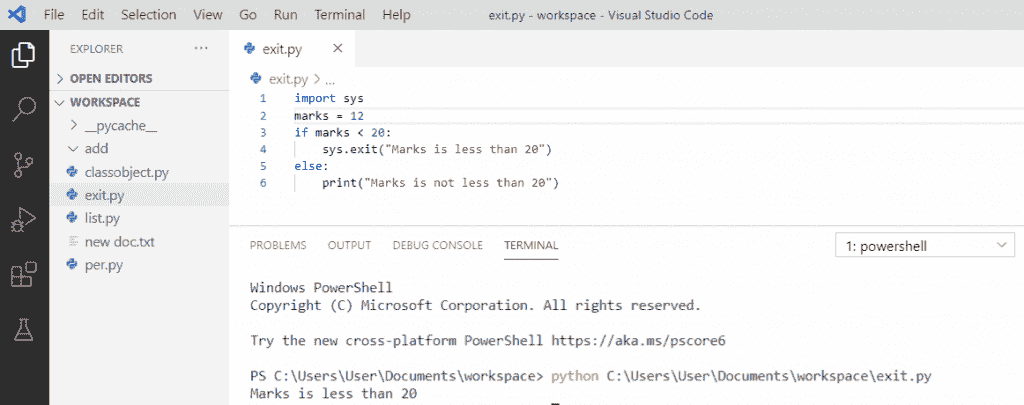 File Edit Selection View Go Run Terminal Help exit.py - workspace - Visual Studio Code
EXPLORER ...
OPEN EDITORS
WORKSPACE
__pycache__
add
classobject.py
exit.py
list.py
new doc.txt
per.py
exit.py
exit.py > ...
1 import sys
2 marks = 12
3 if marks < 20:
4 sys.exit("Marks is less than 20")
5 else:
6 print("Marks is not less than 20")
PROBLEMS OUTPUT DEBUG CONSOLE TERMINAL 1: powershell
Windows PowerShell
Copyright (C) Microsoft Corporation. All rights reserved.
Try the new cross-platform PowerShell https://aka.ms/pscore6
PS C:\Users\User\Documents\workspace> python C:\Users\User\Documents\workspace\exit.py
Marks is less than 20